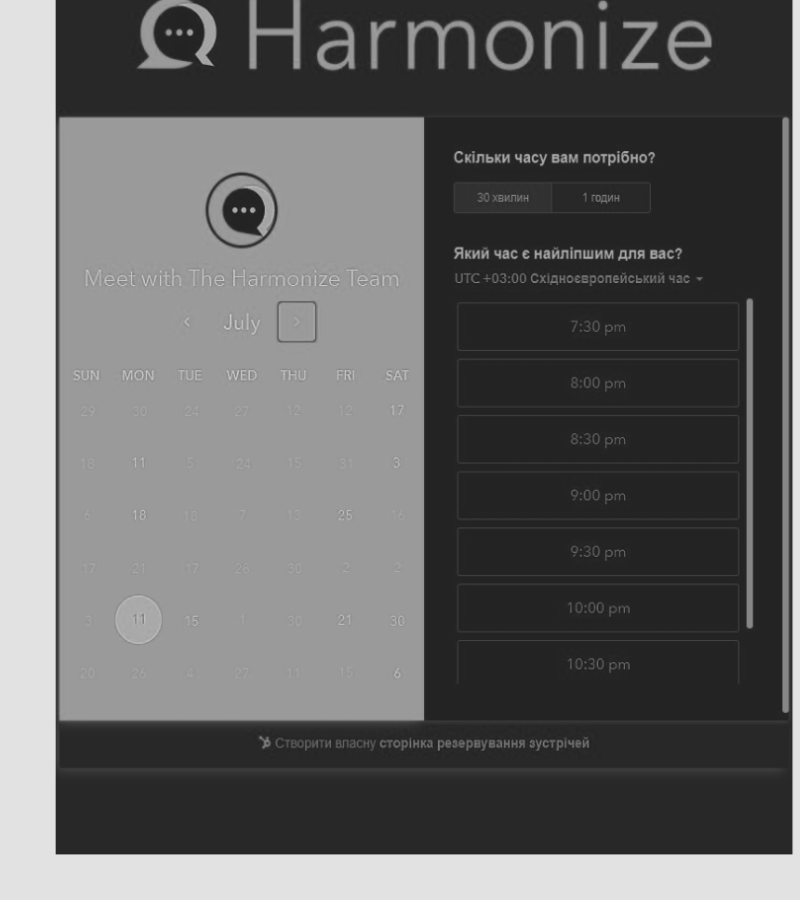 Harmonize
Meet with The Harmonize Team
July
SUN MON TUE WED THU FRI SAT
29 30 24 27 12 12 17
18 11 5 24 15 31 3
6 18 18 7 13 25 16
17 21 17 26 30 2 2
3 11 15 1 30 21 30
20 26 4 27 11 15 6
Скільки часу вам потрібно?
30 хвилин 1 годин
Який час є найліпшим для вас?
UTC +03:00 Східноєвропейський час
7:30 pm
8:00 pm
8:30 pm
9:00 pm
9:30 pm
10:00 pm
10:30 pm
Створити власну сторінка резервування зустрічей